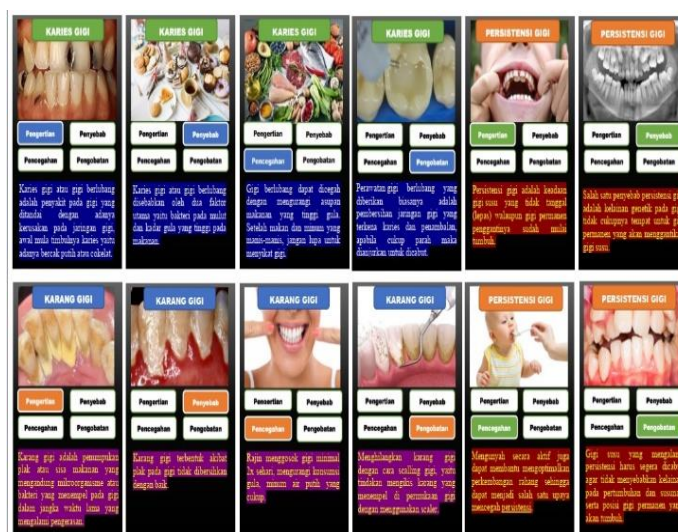 KARIES GIGI
Pengertian
Penyebab
Pencegahan
Pengobatan
Karies gigi atau gigi berlubang
adalah penyakit pada gigi yang
ditandai dengan adanya
kerusakan pada jaringan gigi,
awal mula timbulnya karies yaitu
adanya bercak putih atau cokelat.
KARIES GIGI
Pengertian
Penyebab
Pencegahan
Pengobatan
Karies gigi atau gigi berlubang
disebabkan oleh dua faktor
utama yaitu bakteri pada mulut
dan kadar gula yang tinggi pada
makanan.
KARIES GIGI
Pengertian
Penyebab
Pencegahan
Pengobatan
Gigi berlubang dapat dicegah
dengan mengurangi asupan
makanan yang tinggi gula.
Setelah makan dan minum yang
manis-manis, jangan lupa untuk
menyikat gigi.
KARIES GIGI
Pengertian
Penyebab
Pencegahan
Pengobatan
Perawatan gigi berlubang yang
diberikan biasanya adalah
pembersihan jaringan gigi yang
terkena karies dan penambalan,
apabila cukup parah maka
dianjurkan untuk dicabut.
PERSISTENSI GIGI
Pengertian
Penyebab
Pencegahan
Pengobatan
Persistensi gigi adalah keadaan
gigi susu yang tidak tanggal
(lepas) walaupun gigi permanen
penggantinya sudah mulai
tumbuh.
PERSISTENSI GIGI
Pengertian
Penyebab
Pencegahan
Pengobatan
Salah satu penyebab persistensi gigi
adalah kelainan genetik pada gigi
tidak cukupnya tempat untuk gigi
permanen yang akan menggantikan
gigi susu.
KARANG GIGI
Pengertian
Penyebab
Pencegahan
Pengobatan
Karang gigi adalah penumpukan
plak atau sisa makanan yang
mengandung mikroorganisme atau
bakteri yang menempel pada gigi
dalam jangka waktu lama yang
mengalami pengerasan.
KARANG GIGI
Pengertian
Penyebab
Pencegahan
Pengobatan
Karang gigi terbentuk akibat
plak pada gigi tidak dibersihkan
dengan baik.
KARANG GIGI
Pengertian
Penyebab
Pencegahan
Pengobatan
Rajin menggosok gigi minimal
2x sehari, mengurangi konsumsi
gula, minum air putih yang
cukup.
KARANG GIGI
Pengertian
Penyebab
Pencegahan
Pengobatan
Menghilangkan karang gigi
dengan cara scalling gigi, yaitu
tindakan mengikis karang gigi
yang menempel di permukaan gigi
dengan menggunakan scaler.
PERSISTENSI GIGI
Pengertian
Penyebab
Pencegahan
Pengobatan
Mengunyah secara aktif juga
dapat membantu mengoptimalkan
perkembangan rahang sehingga
dapat menjadi salah satu upaya
mencegah persistensi.
PERSISTENSI GIGI
Pengertian
Penyebab
Pencegahan
Pengobatan
Gigi susu yang mengalami
persistensi harus segera dicabut
agar tidak menyebabkan kelainan
pada pertumbuhan dan susunan
serta posisi gigi permanen yang
akan tumbuh.